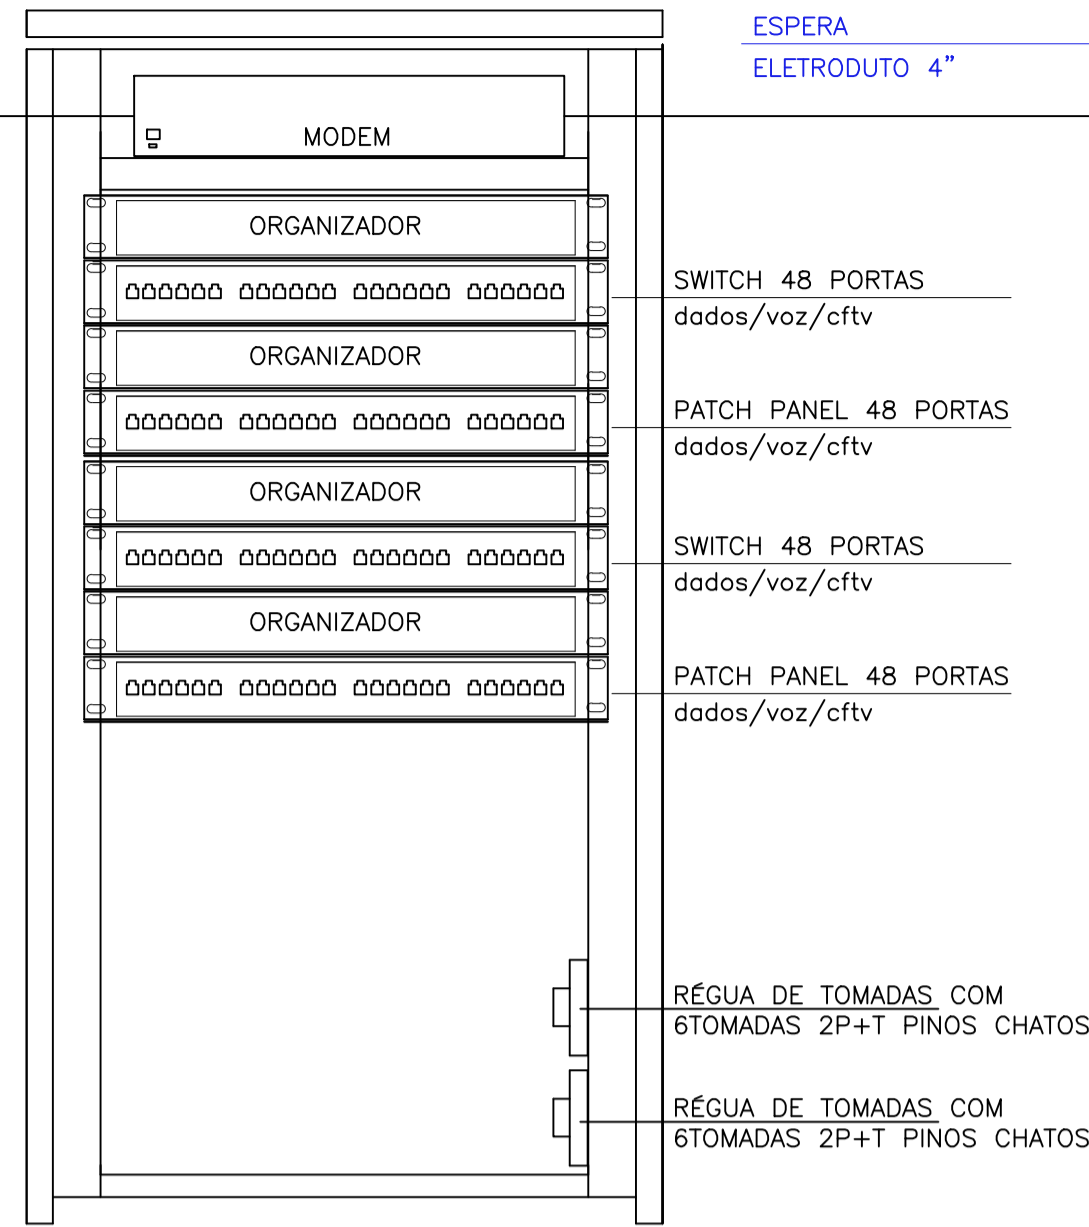 ESPERA
ELETRODUTO 4”
MODEM
ORGANIZADOR
SWITCH 48 PORTAS
dados/voz/cftv
ORGANIZADOR
PATCH PANEL 48 PORTAS
dados/voz/cftv
ORGANIZADOR
SWITCH 48 PORTAS
dados/voz/cftv
ORGANIZADOR
PATCH PANEL 48 PORTAS
dados/voz/cftv
RÉGUA DE TOMADAS COM
6TOMADAS 2P+T PINOS CHATOS
RÉGUA DE TOMADAS COM
6TOMADAS 2P+T PINOS CHATOS